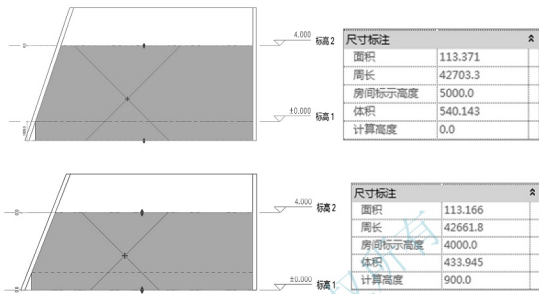 4.000 标高2
±0.000 标高1
尺寸标注
面积 113.371
周长 42703.3
房间标示高度 5000.0
体积 540.143
计算高度 0.0
4.000 标高2
±0.000 标高1
尺寸标注
面积 113.166
周长 42661.8
房间标示高度 4000.0
体积 433.945
计算高度 900.0
所有